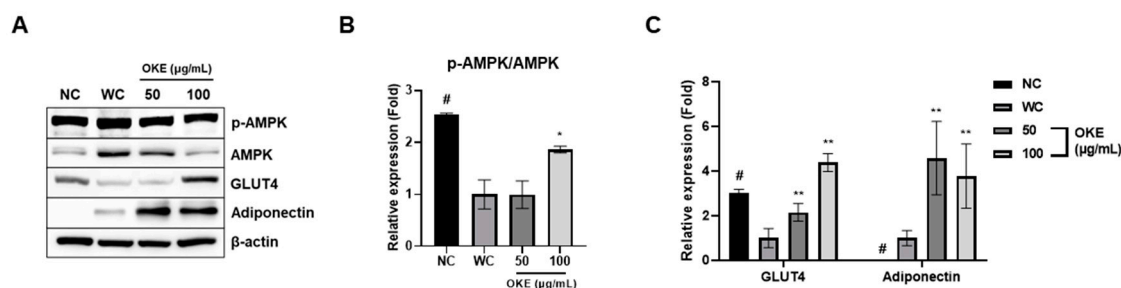 A
OKE (μg/mL)
NC WC 50 100
p-AMPK
AMPK
GLUT4
Adiponectin
β-actin
B
p-AMPK/AMPK
Relative expression (Fold)
3
2
1
0
#
*
NC WC 50 100
OKE (μg/mL)
C
Relative expression (Fold)
8
6
4
2
0
#
**
**
#
**
**
GLUT4 Adiponectin
NC
WC
50
100
OKE
(μg/mL)